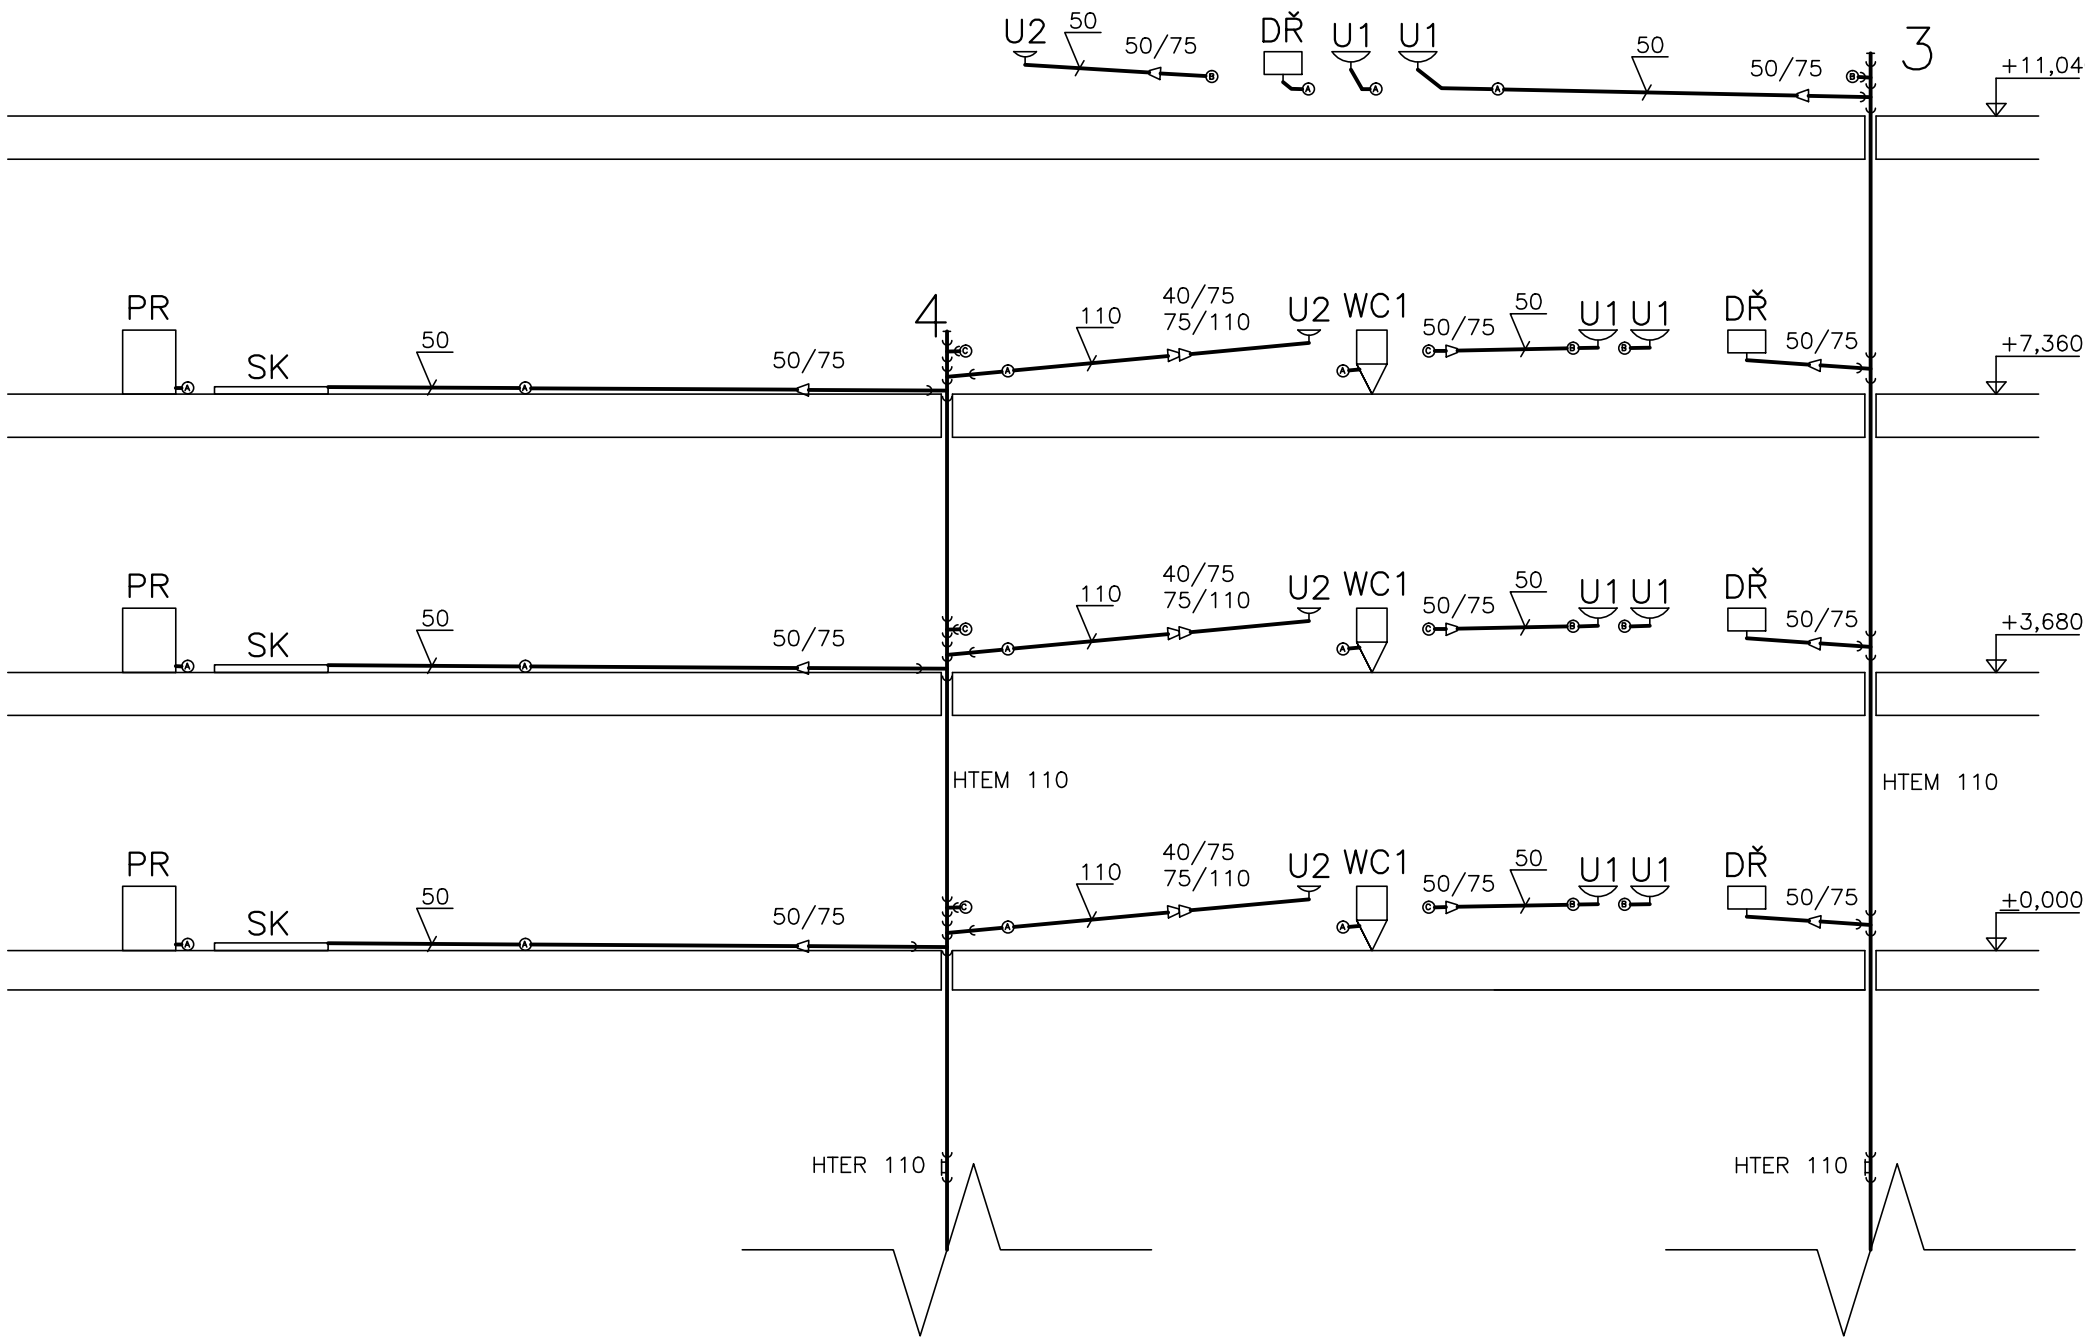 U2 50 50/75 DŘ U1 U1 50 50/75 3 +11,04
B A A A B
PR SK 50 50/75 4 110 40/75 U2 WC1 50/75 50 U1 U1 DŘ 50/75 +7,360
75/110
A A C A A C B B
PR SK 50 50/75 110 40/75 U2 WC1 50/75 50 U1 U1 DŘ 50/75 +3,680
75/110
A A C A A C B B
HTEM 110 HTEM 110
PR SK 50 50/75 110 40/75 U2 WC1 50/75 50 U1 U1 DŘ 50/75 ±0,000
75/110
A A C A A C B B
HTER 110 HTER 110